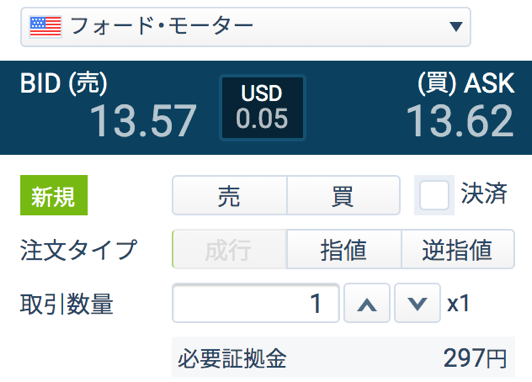 フォード・モーター
BID (売) USD (買) ASK
13.57 0.05 13.62
新規 売 買 決済
注文タイプ 成行 指値 逆指値
取引数量 1 x1
必要証拠金 297円